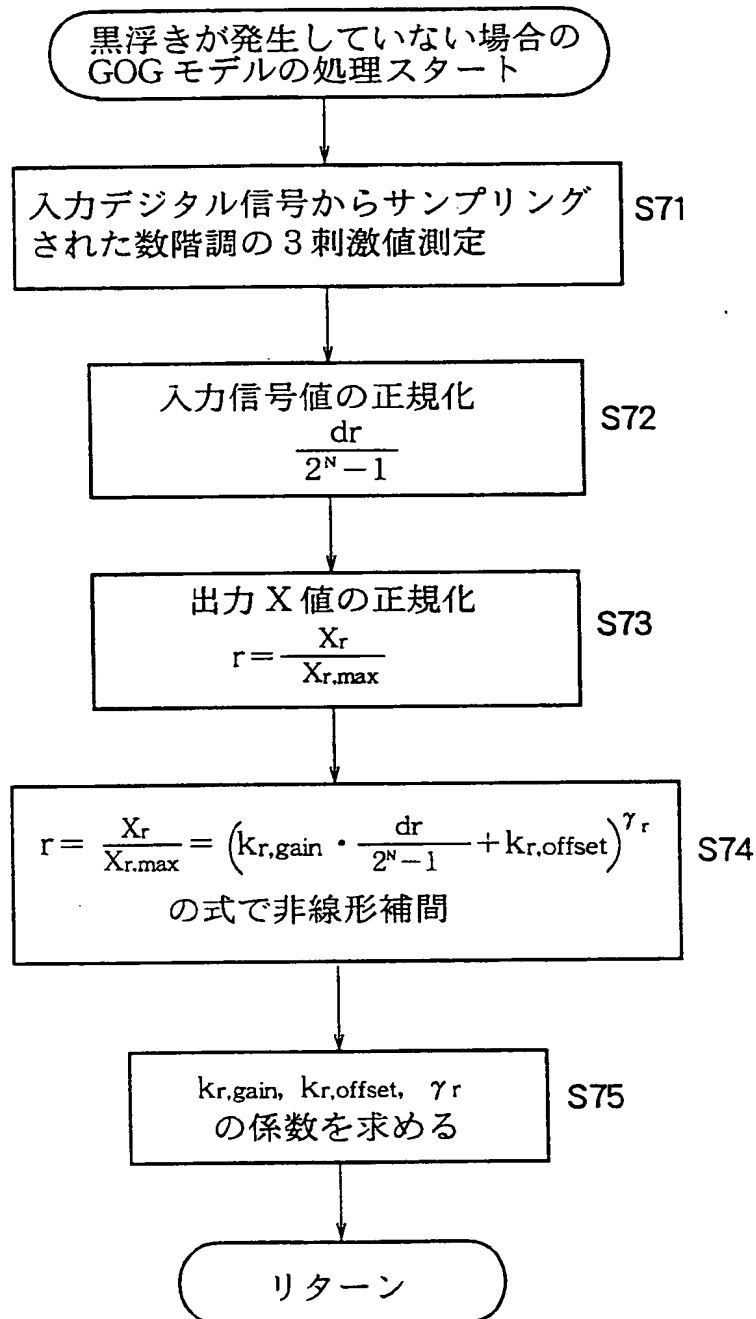 黒浮きが発生していない場合の
GOG モデルの処理スタート
入力デジタル信号からサンプリング
された数階調の3刺激値測定
S71
入力信号値の正規化
dr
2^N−1
S72
出力 X 値の正規化
r＝ Xr
Xr,max
S73
r＝ Xr/Xr.max＝(kr,gain・dr/2^N−1＋kr,offset)^γr
の式で非線形補間
S74
kr,gain, kr,offset, γr
の係数を求める
S75
リターン